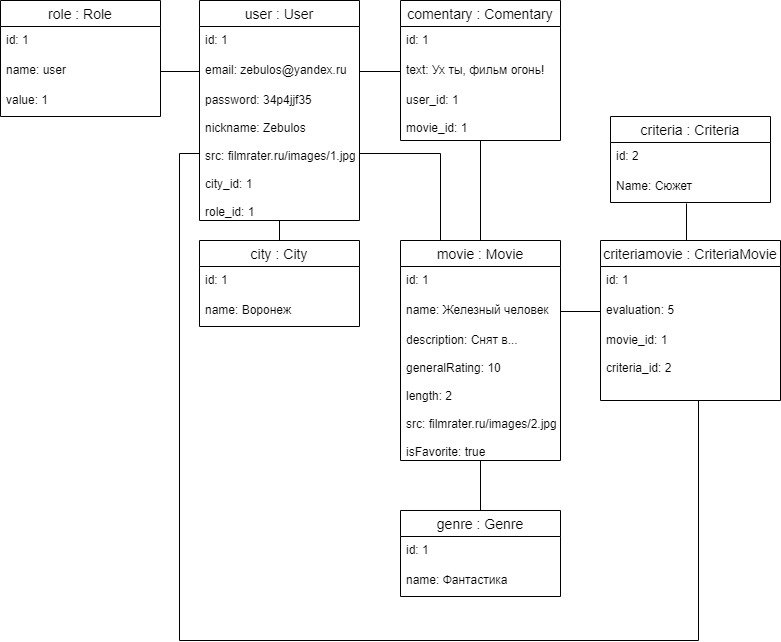 role : Role
id: 1
name: user
value: 1
user : User
id: 1
email: zebulos@yandex.ru
password: 34p4jjf35
nickname: Zebulos
src: filmrater.ru/images/1.jpg
city_id: 1
role_id: 1
comentary : Comentary
id: 1
text: Ух ты, фильм огонь!
user_id: 1
movie_id: 1
criteria : Criteria
id: 2
Name: Сюжет
city : City
id: 1
name: Воронеж
movie : Movie
id: 1
name: Железный человек
description: Снят в...
generalRating: 10
length: 2
src: filmrater.ru/images/2.jpg
isFavorite: true
criteriamovie : CriteriaMovie
id: 1
evaluation: 5
movie_id: 1
criteria_id: 2
genre : Genre
id: 1
name: Фантастика